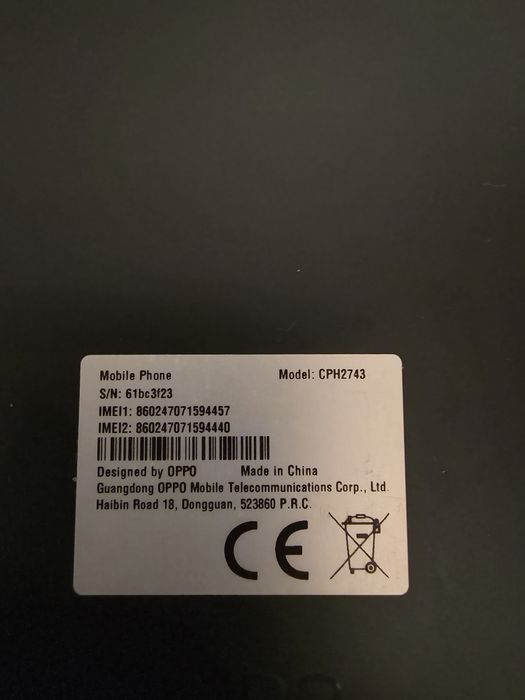 Mobile Phone Model: CPH2743
S/N: 61bc3f23
IMEI1: 860247071594457
IMEI2: 860247071594440
Designed by OPPO Made in China
Guangdong OPPO Mobile Telecommunications Corp., Ltd.
Haibin Road 18, Dongguan, 523860 P.R.C.
CE